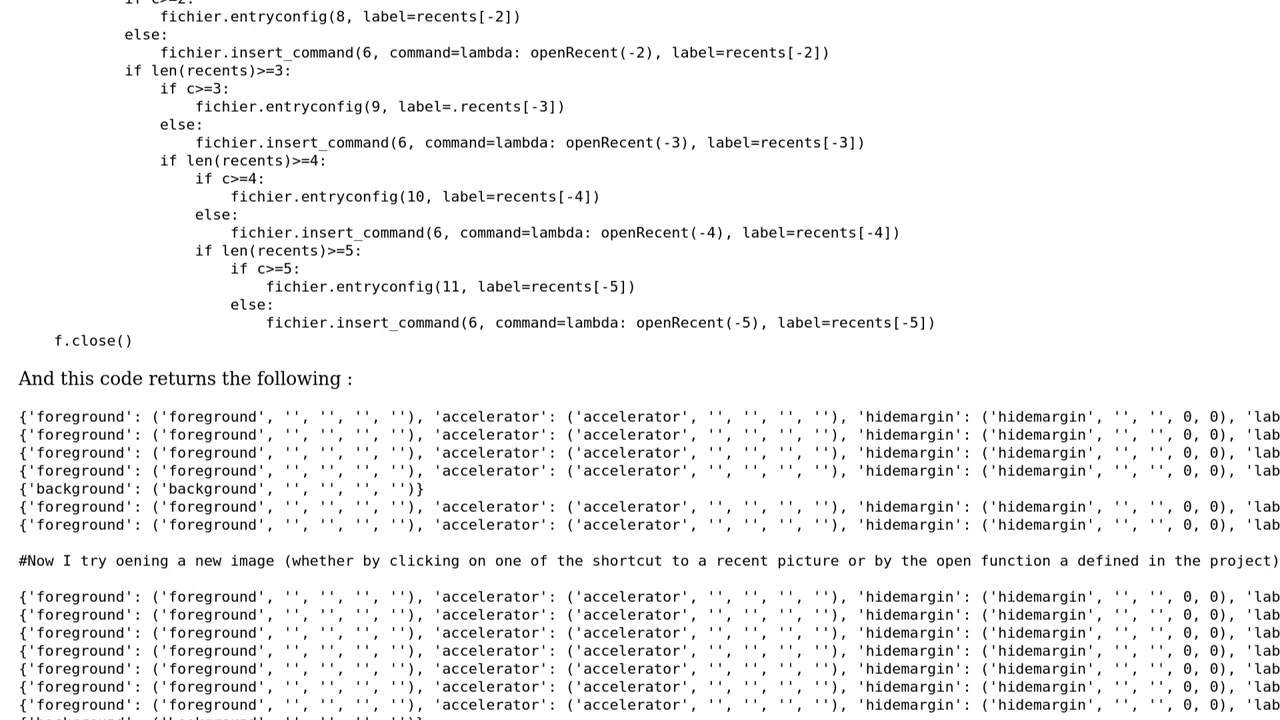 if c>=2:
fichier.entryconfig(8, label=recents[-2])
else:
fichier.insert_command(6, command=lambda: openRecent(-2), label=recents[-2])
if len(recents)>=3:
if c>=3:
fichier.entryconfig(9, label=.recents[-3])
else:
fichier.insert_command(6, command=lambda: openRecent(-3), label=recents[-3])
if len(recents)>=4:
if c>=4:
fichier.entryconfig(10, label=recents[-4])
else:
fichier.insert_command(6, command=lambda: openRecent(-4), label=recents[-4])
if len(recents)>=5:
if c>=5:
fichier.entryconfig(11, label=recents[-5])
else:
fichier.insert_command(6, command=lambda: openRecent(-5), label=recents[-5])
f.close()
And this code returns the following :
{'foreground': ('foreground', '', '', '', ''), 'accelerator': ('accelerator', '', '', '', ''), 'hidemargin': ('hidemargin', '', '', 0, 0), 'lab
{'foreground': ('foreground', '', '', '', ''), 'accelerator': ('accelerator', '', '', '', ''), 'hidemargin': ('hidemargin', '', '', 0, 0), 'lab
{'foreground': ('foreground', '', '', '', ''), 'accelerator': ('accelerator', '', '', '', ''), 'hidemargin': ('hidemargin', '', '', 0, 0), 'lab
{'foreground': ('foreground', '', '', '', ''), 'accelerator': ('accelerator', '', '', '', ''), 'hidemargin': ('hidemargin', '', '', 0, 0), 'lab
{'background': ('background', '', '', '', '')}
{'foreground': ('foreground', '', '', '', ''), 'accelerator': ('accelerator', '', '', '', ''), 'hidemargin': ('hidemargin', '', '', 0, 0), 'lab
{'foreground': ('foreground', '', '', '', ''), 'accelerator': ('accelerator', '', '', '', ''), 'hidemargin': ('hidemargin', '', '', 0, 0), 'lab
#Now I try oening a new image (whether by clicking on one of the shortcut to a recent picture or by the open function a defined in the project)
{'foreground': ('foreground', '', '', '', ''), 'accelerator': ('accelerator', '', '', '', ''), 'hidemargin': ('hidemargin', '', '', 0, 0), 'lab
{'foreground': ('foreground', '', '', '', ''), 'accelerator': ('accelerator', '', '', '', ''), 'hidemargin': ('hidemargin', '', '', 0, 0), 'lab
{'foreground': ('foreground', '', '', '', ''), 'accelerator': ('accelerator', '', '', '', ''), 'hidemargin': ('hidemargin', '', '', 0, 0), 'lab
{'foreground': ('foreground', '', '', '', ''), 'accelerator': ('accelerator', '', '', '', ''), 'hidemargin': ('hidemargin', '', '', 0, 0), 'lab
{'foreground': ('foreground', '', '', '', ''), 'accelerator': ('accelerator', '', '', '', ''), 'hidemargin': ('hidemargin', '', '', 0, 0), 'lab
{'foreground': ('foreground', '', '', '', ''), 'accelerator': ('accelerator', '', '', '', ''), 'hidemargin': ('hidemargin', '', '', 0, 0), 'lab
{'foreground': ('foreground', '', '', '', ''), 'accelerator': ('accelerator', '', '', '', ''), 'hidemargin': ('hidemargin', '', '', 0, 0), 'lab